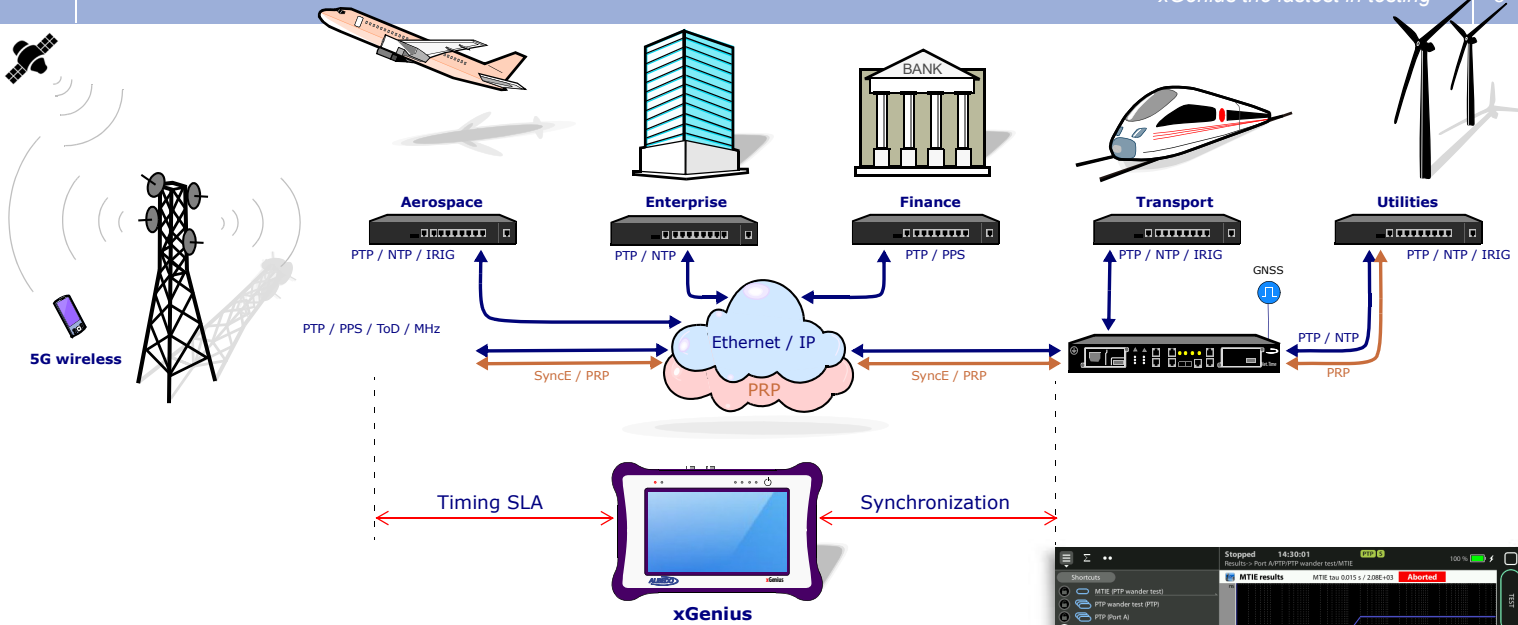 xGenius the fastest in testing
BANK
Aerospace
Enterprise
Finance
Transport
Utilities
PTP / NTP / IRIG
PTP / NTP
PTP / PPS
PTP / NTP / IRIG
PTP / NTP / IRIG
GNSS
PTP / PPS / ToD / MHz
Ethernet / IP
PTP / NTP
5G wireless
SyncE / PRP
PRP
SyncE / PRP
PRP
Timing SLA
Synchronization
ALBEDO
xGenius
xGenius
Stopped 14:30:01 PTP S 100 %
Results-> Port A/PTP/PTP wander test/MTIE
Shortcuts
MTIE results MTIE tau 0.015 s / 2.08E+03 Aborted
MTIE (PTP wander test)
PTP wander test (PTP)
PTP (Port A)
TEST